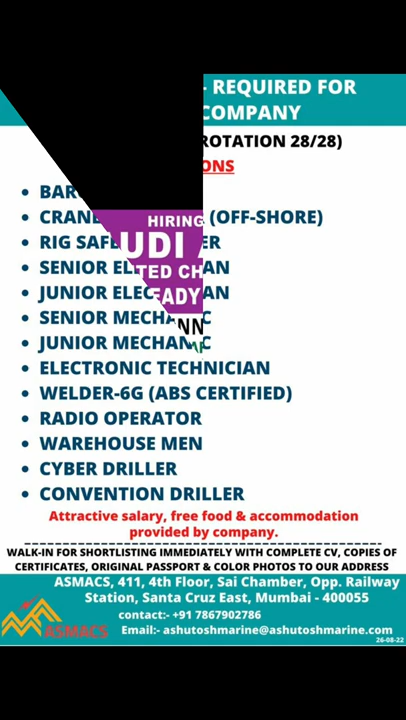 - REQUIRED FOR
COMPANY
ROTATION 28/28)
ONS
• BAR
• CRANE (OFF-SHORE)
HIRING
• RIG SAFE ER
UDI
• SENIOR EL AN
TED CH
• JUNIOR ELEC AN
EADY
• SENIOR MECHA C
NN
• JUNIOR MECHANIC
• ELECTRONIC TECHNICIAN
• WELDER-6G (ABS CERTIFIED)
• RADIO OPERATOR
• WAREHOUSE MEN
• CYBER DRILLER
• CONVENTION DRILLER
Attractive salary, free food & accommodation
provided by company.
WALK-IN FOR SHORTLISTING IMMEDIATELY WITH COMPLETE CV, COPIES OF
CERTIFICATES, ORIGINAL PASSPORT & COLOR PHOTOS TO OUR ADDRESS
ASMACS, 411, 4th Floor, Sai Chamber, Opp. Railway
Station, Santa Cruz East, Mumbai - 400055
contact:- +91 7867902786
ASMACS
Email:- ashutoshmarine@ashutoshmarine.com
26-08-22